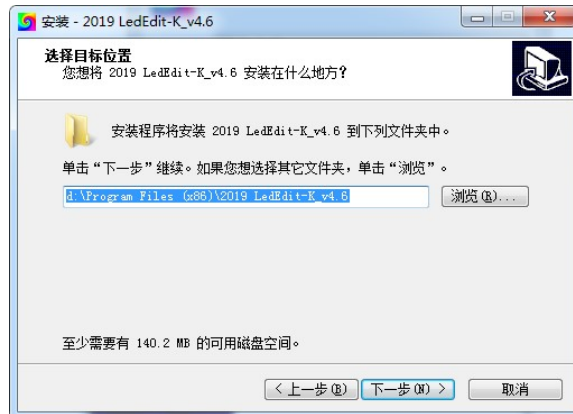 安装 - 2019 LedEdit-K_v4.6
选择目标位置
您想将 2019 LedEdit-K_v4.6 安装在什么地方?
安装程序将安装 2019 LedEdit-K_v4.6 到下列文件夹中。
单击“下一步”继续。如果您想选择其它文件夹,单击“浏览”。
d:\Program Files (x86)\2019 LedEdit-K_v4.6 浏览(R)...
至少需要有 140.2 MB 的可用磁盘空间。
< 上一步(B) 下一步(N) > 取消